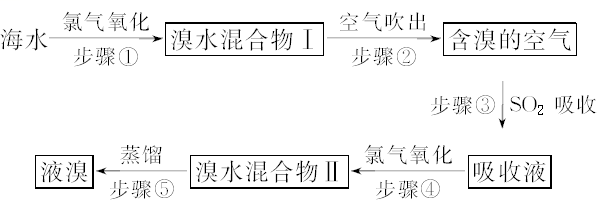 海水 氯气氧化 步骤① 溴水混合物Ⅰ 空气吹出 步骤② 含溴的空气
步骤③ SO₂ 吸收
液溴 蒸馏 步骤⑤ 溴水混合物Ⅱ 氯气氧化 步骤④ 吸收液